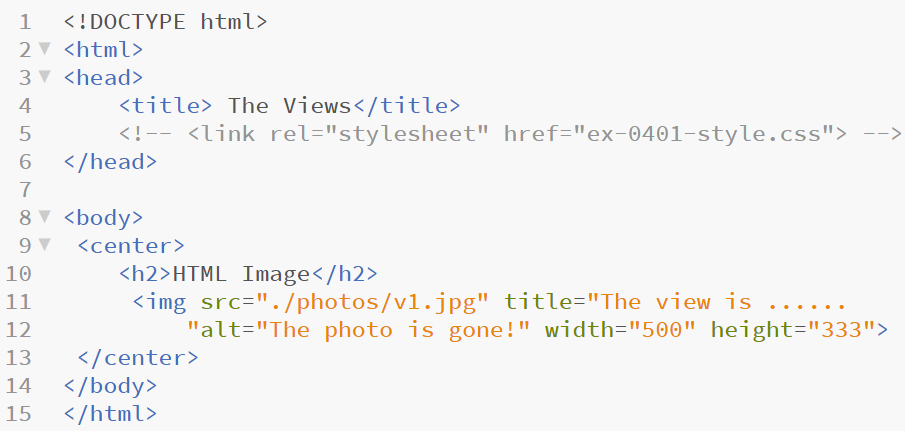 1 <!DOCTYPE html>
2 <html>
3 <head>
4 <title> The Views</title>
5 <!-- <link rel="stylesheet" href="ex-0401-style.css"> -->
6 </head>
7
8 <body>
9 <center>
10 <h2>HTML Image</h2>
11 <img src="./photos/v1.jpg" title="The view is ......
12 "alt="The photo is gone!" width="500" height="333">
13 </center>
14 </body>
15 </html>